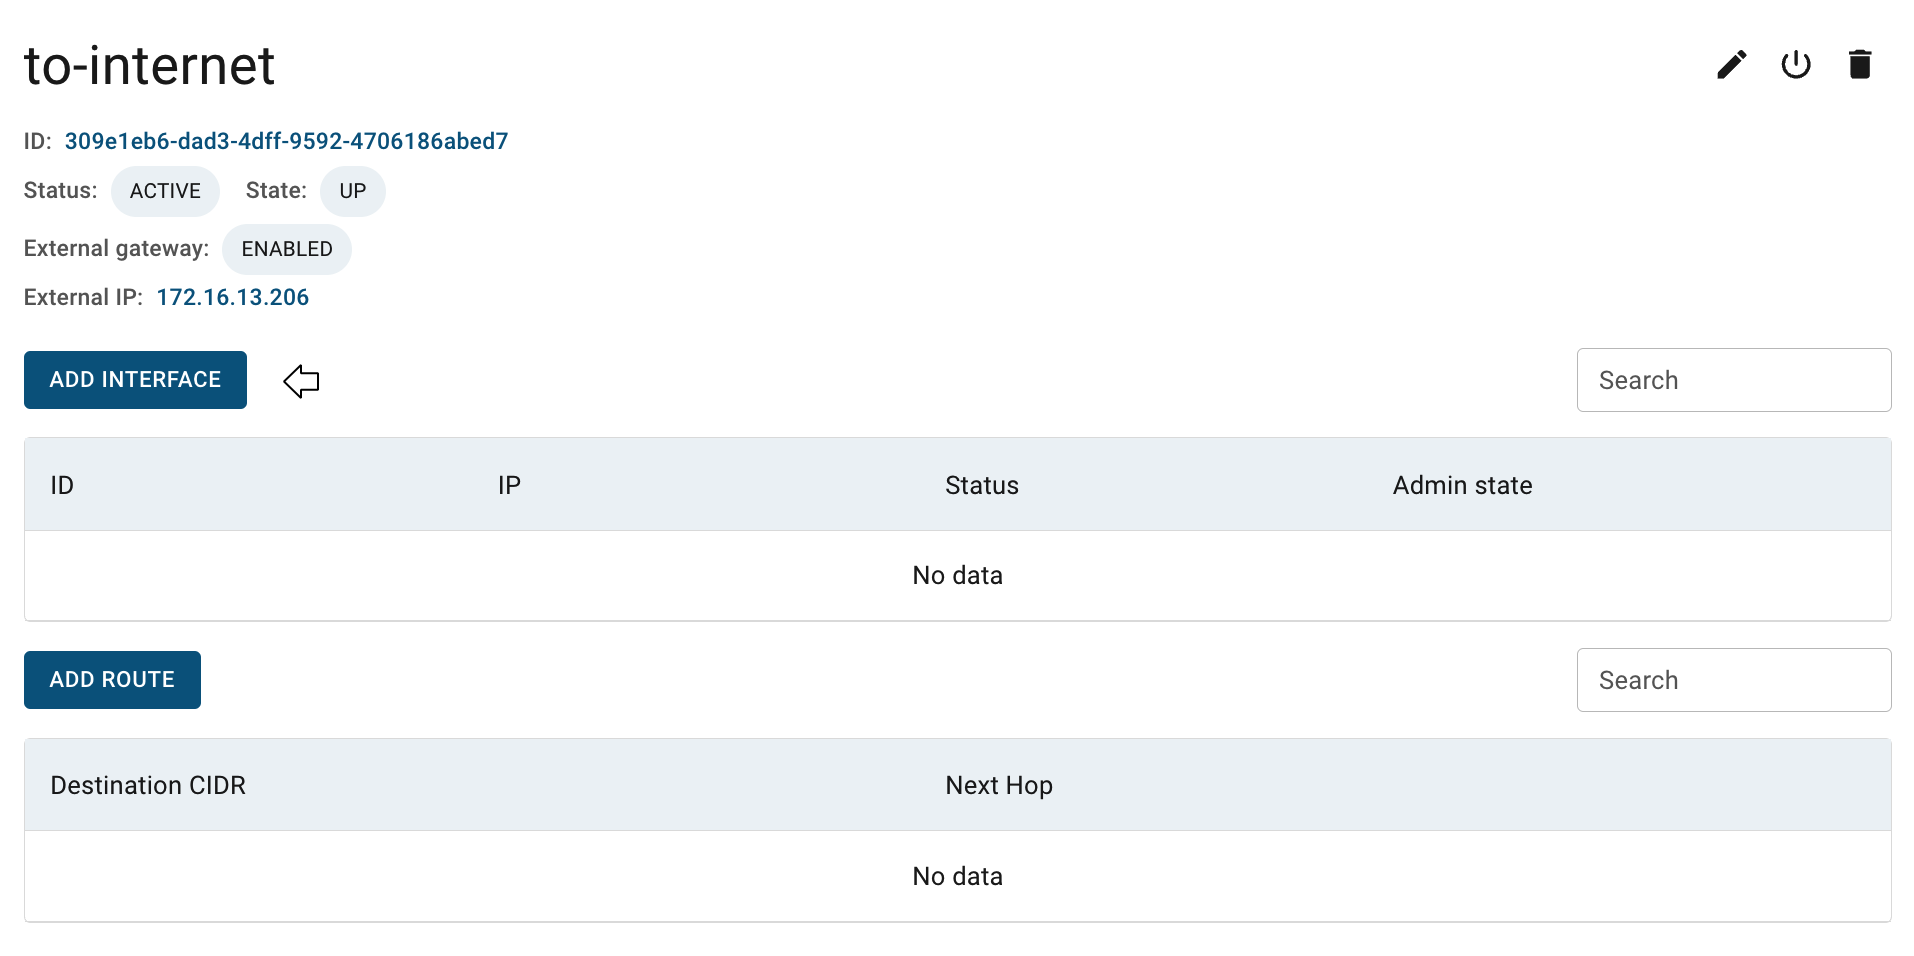 to-internet
ID: 309e1eb6-dad3-4dff-9592-4706186abed7
Status: ACTIVE State: UP
External gateway: ENABLED
External IP: 172.16.13.206
ADD INTERFACE Search
ID IP Status Admin state
No data
ADD ROUTE Search
Destination CIDR Next Hop
No data